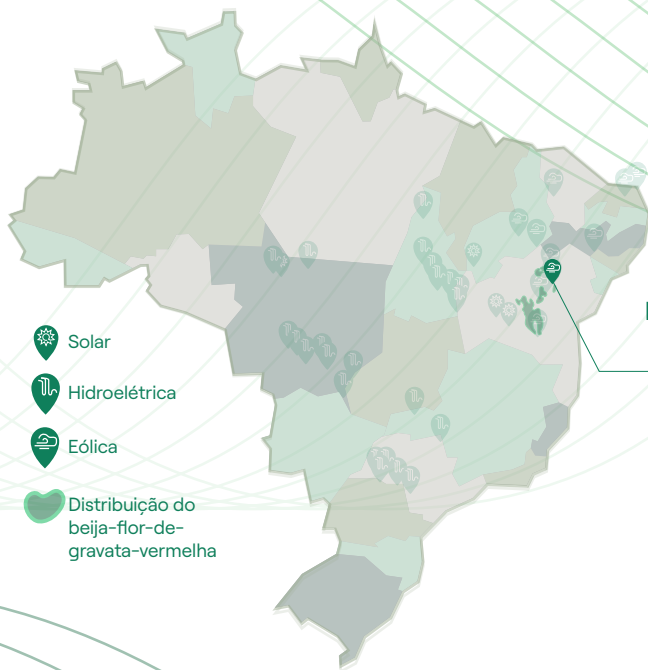 Solar
Hidroelétrica
Eólica
Distribuição do
beija-flor-de-
gravata-vermelha